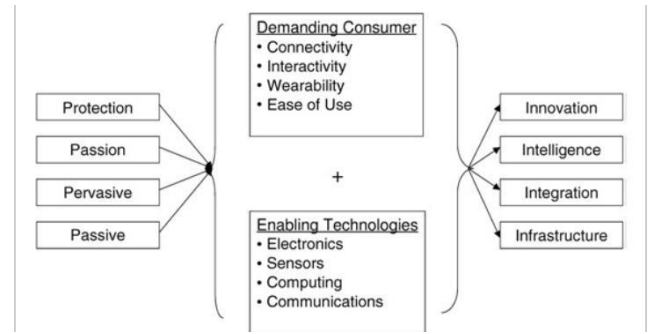 Protection
Passion
Pervasive
Passive
Demanding Consumer
• Connectivity
• Interactivity
• Wearability
• Ease of Use
+
Enabling Technologies
• Electronics
• Sensors
• Computing
• Communications
Innovation
Intelligence
Integration
Infrastructure